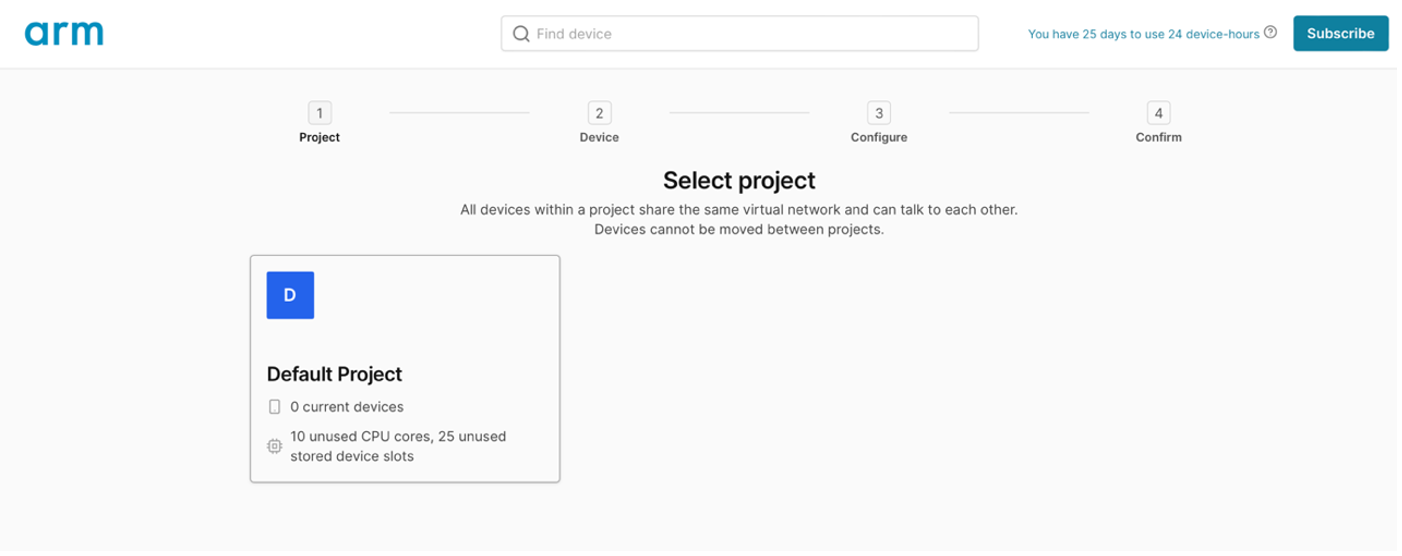 arm
Find device
You have 25 days to use 24 device-hours ?
Subscribe
1
2
3
4
Project
Device
Configure
Confirm
Select project
All devices within a project share the same virtual network and can talk to each other.
Devices cannot be moved between projects.
D
Default Project
0 current devices
10 unused CPU cores, 25 unused
stored device slots